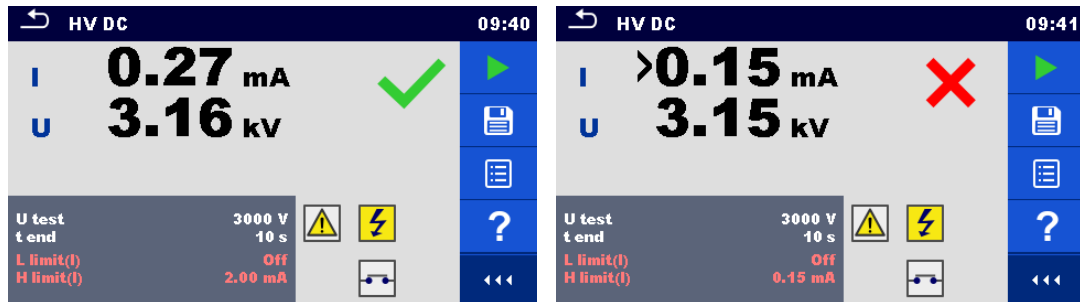 HV DC 09:40
I 0.27 mA
U 3.16 kV
U test 3000 V
t end 10 s
L limit(I) Off
H limit(I) 2.00 mA
?
HV DC 09:41
I >0.15 mA
U 3.15 kV
U test 3000 V
t end 10 s
L limit(I) Off
H limit(I) 0.15 mA
?